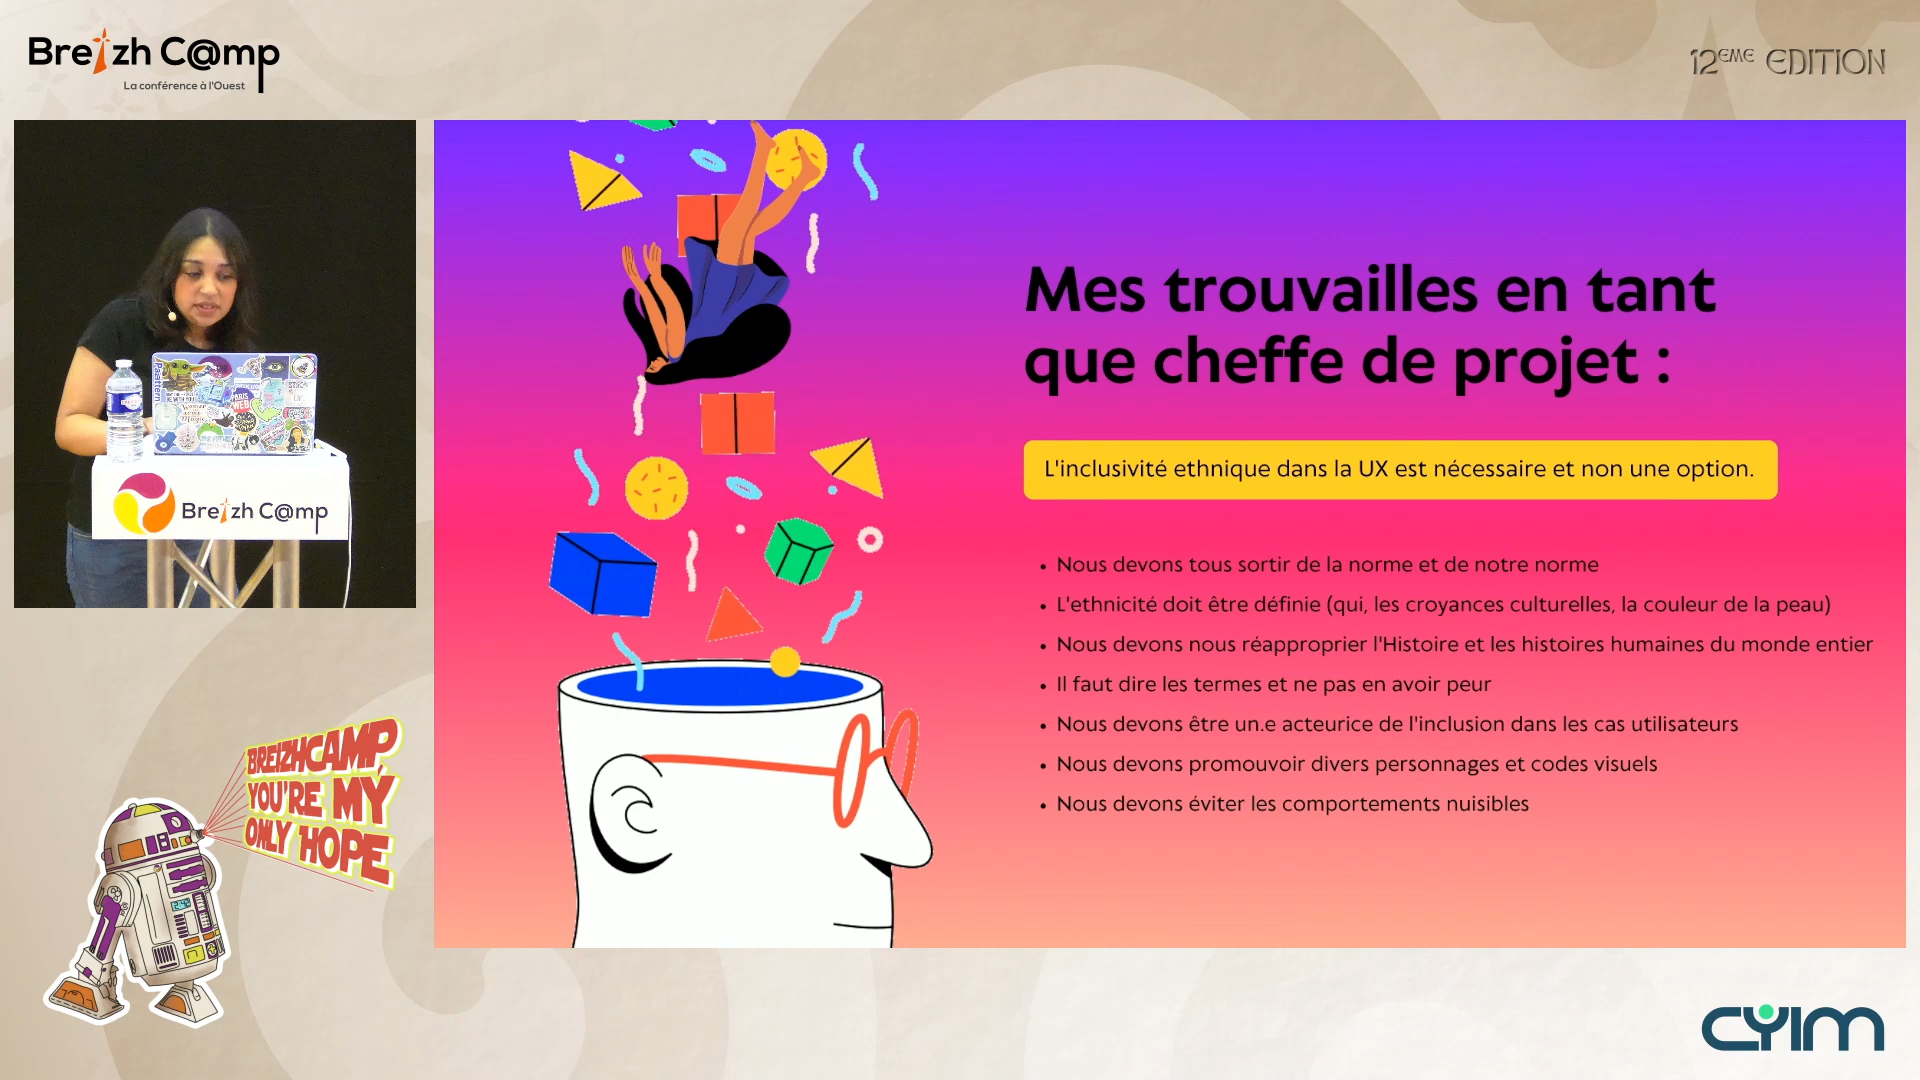 Breizh C@mp
La conférence à l'Ouest
12EME EDITION
Mes trouvailles en tant
que cheffe de projet :
L'inclusivité ethnique dans la UX est nécessaire et non une option.
• Nous devons tous sortir de la norme et de notre norme
• L'ethnicité doit être définie (qui, les croyances culturelles, la couleur de la peau)
• Nous devons nous réapproprier l'Histoire et les histoires humaines du monde entier
• Il faut dire les termes et ne pas en avoir peur
• Nous devons être un.e acteurice de l'inclusion dans les cas utilisateurs
• Nous devons promouvoir divers personnages et codes visuels
• Nous devons éviter les comportements nuisibles
PARIS
WEB
Breizh C@mp
BREIZHCAMP,
YOU'RE MY
ONLY HOPE
CYIM